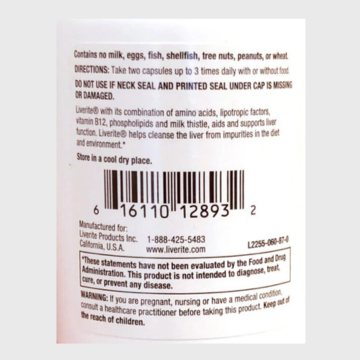 Contains no milk, eggs, fish, shellfish, tree nuts, peanuts, or wheat.
DIRECTIONS: Take two capsules up to 3 times daily with or without food.
DO NOT USE IF NECK SEAL AND PRINTED SEAL UNDER CAP IS MISSING
OR DAMAGED.
Liverite® with its combination of amino acids, lipotropic factors,
vitamin B12, phospholipids and milk thistle, aids and supports liver
function. Liverite® helps cleanse the liver from impurities in the diet
and environment.*
Store in a cool dry place.
6 16110 12893 2
Manufactured for:
Liverite Products Inc. 1-888-425-5483
California, U.S.A. www.liverite.com L2255-060-87-0
*These statements have not been evaluated by the Food and Drug
Administration. This product is not intended to diagnose, treat,
cure, or prevent any disease.
WARNING: If you are pregnant, nursing or have a medical condition,
consult a healthcare practitioner before taking this product. Keep out of
the reach of children.